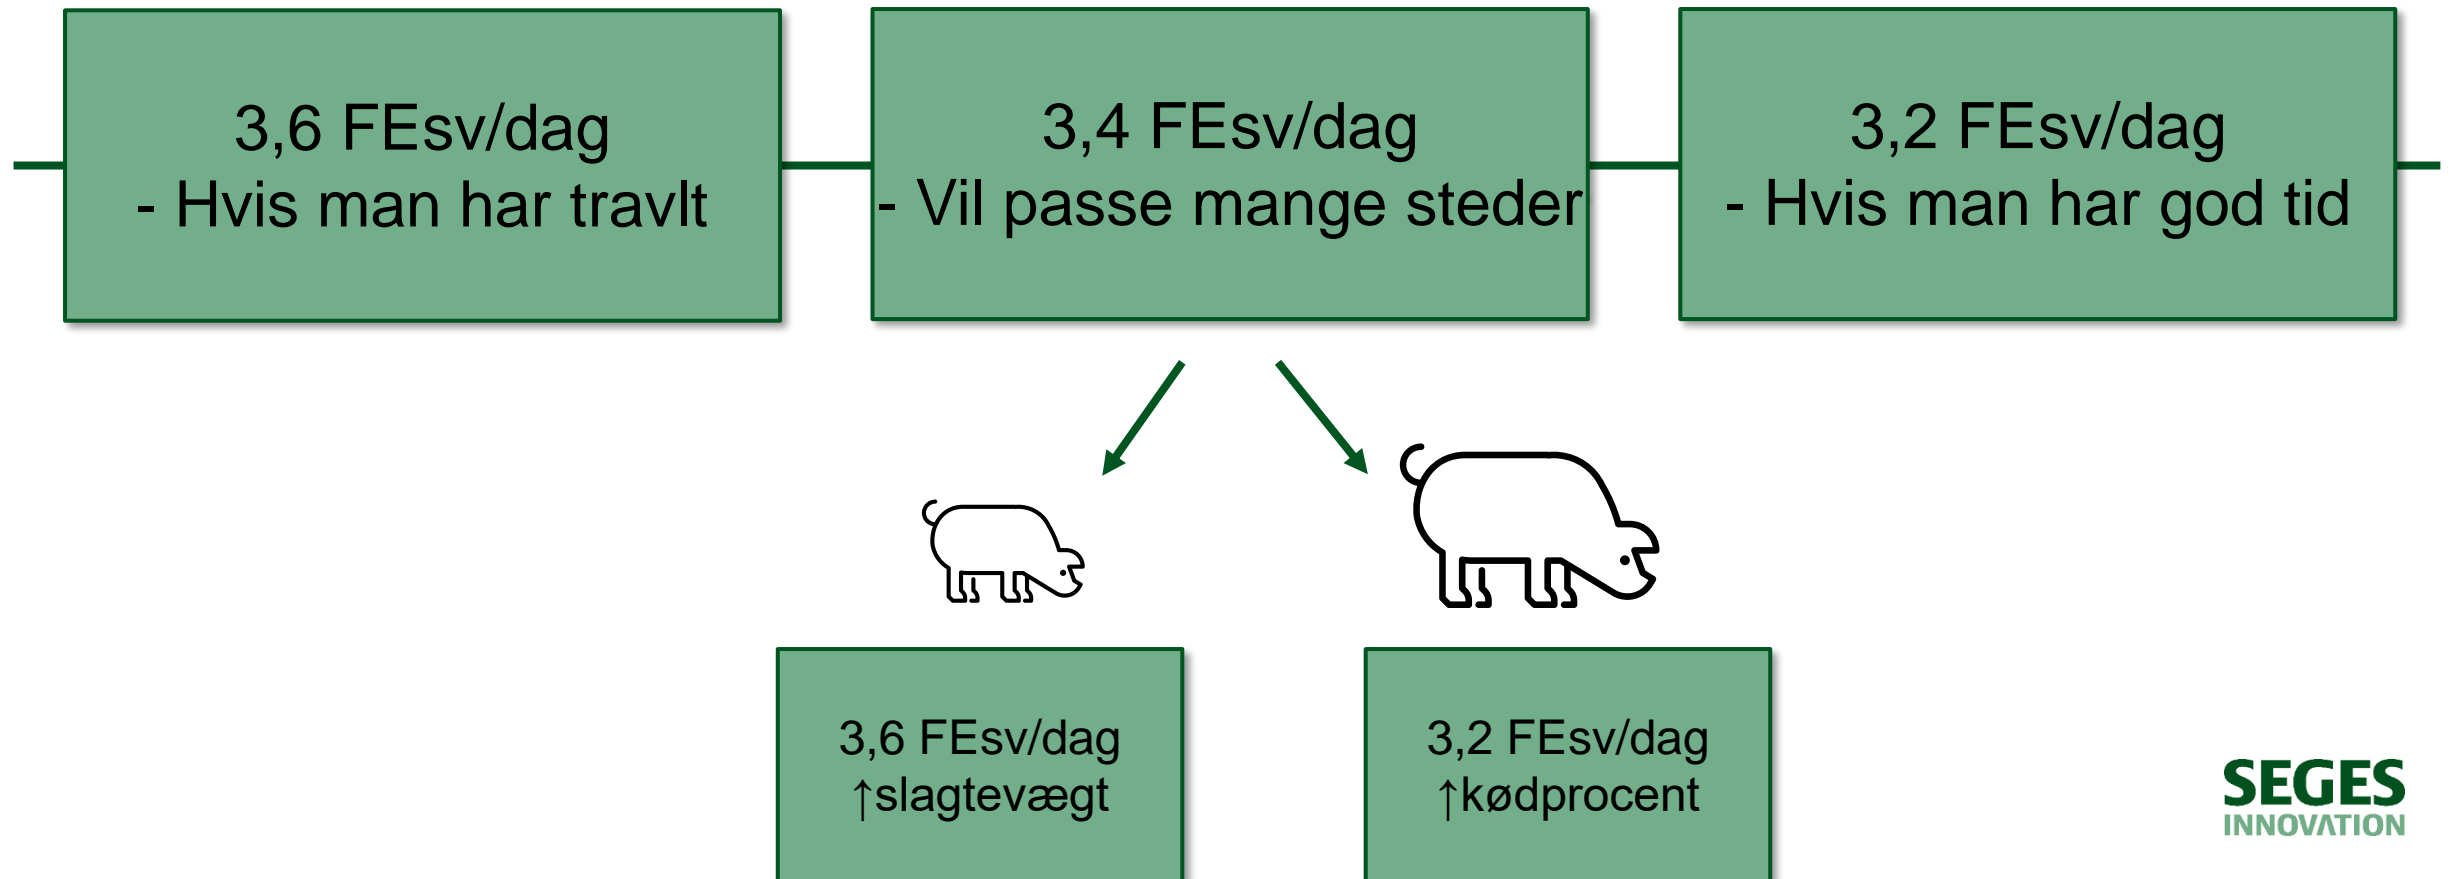 3,6 FEsv/dag
- Hvis man har travlt
3,4 FEsv/dag
- Vil passe mange steder
3,2 FEsv/dag
- Hvis man har god tid
3,6 FEsv/dag
↑slagtevægt
3,2 FEsv/dag
↑kødprocent
SEGES
INNOVATION